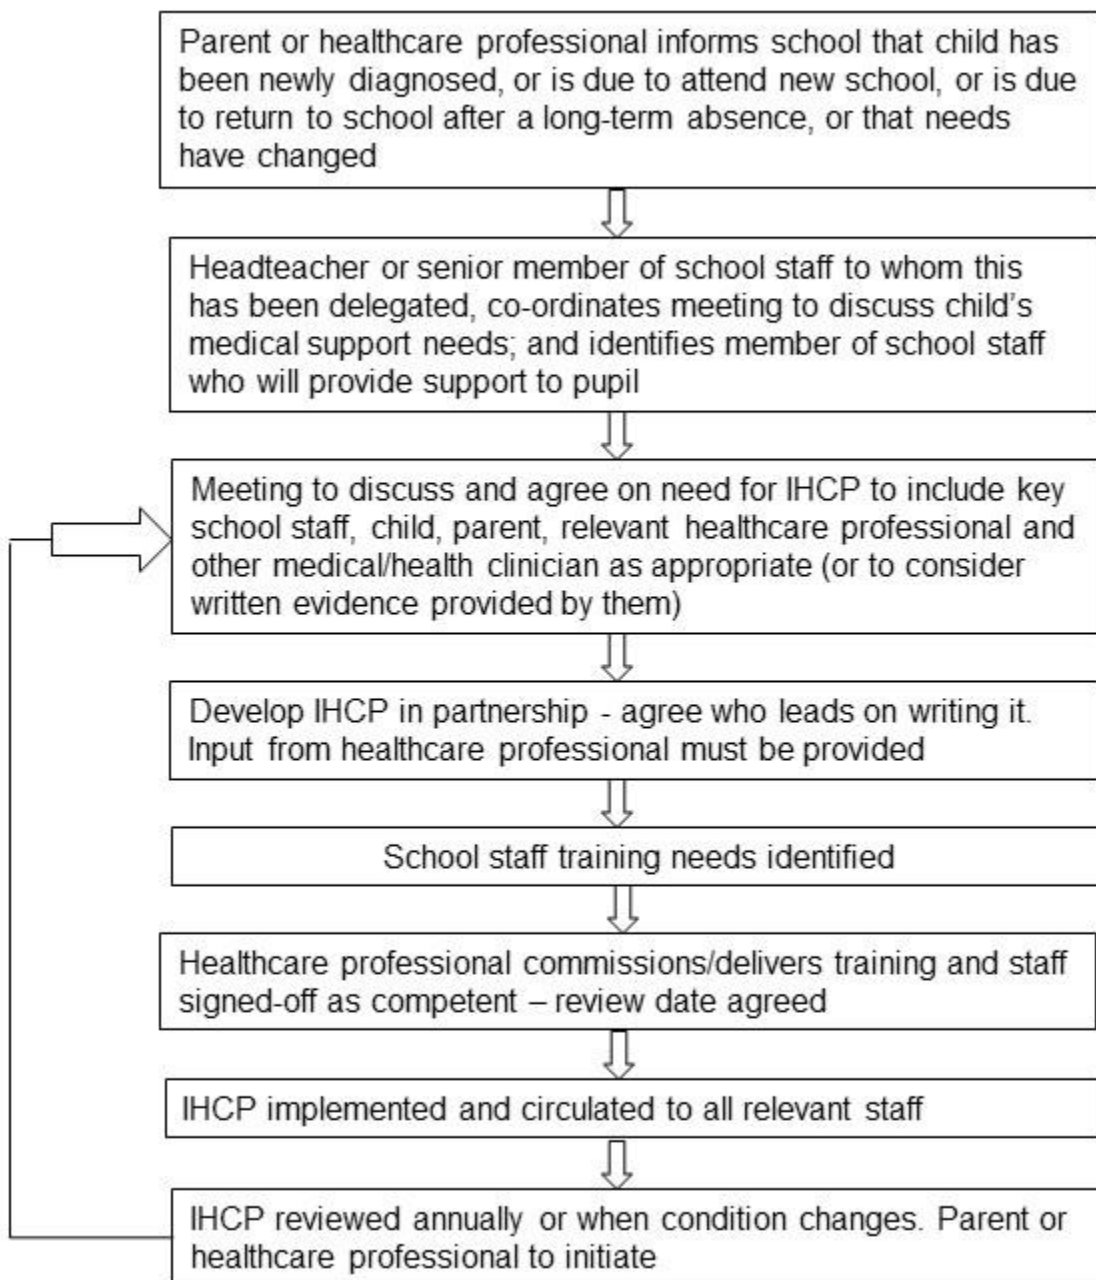 Parent or healthcare professional informs school that child has
been newly diagnosed, or is due to attend new school, or is due
to return to school after a long-term absence, or that needs
have changed
Headteacher or senior member of school staff to whom this
has been delegated, co-ordinates meeting to discuss child's
medical support needs; and identifies member of school staff
who will provide support to pupil
Meeting to discuss and agree on need for IHCP to include key
school staff, child, parent, relevant healthcare professional and
other medical/health clinician as appropriate (or to consider
written evidence provided by them)
Develop IHCP in partnership - agree who leads on writing it.
Input from healthcare professional must be provided
School staff training needs identified
Healthcare professional commissions/delivers training and staff
signed-off as competent – review date agreed
IHCP implemented and circulated to all relevant staff
IHCP reviewed annually or when condition changes. Parent or
healthcare professional to initiate